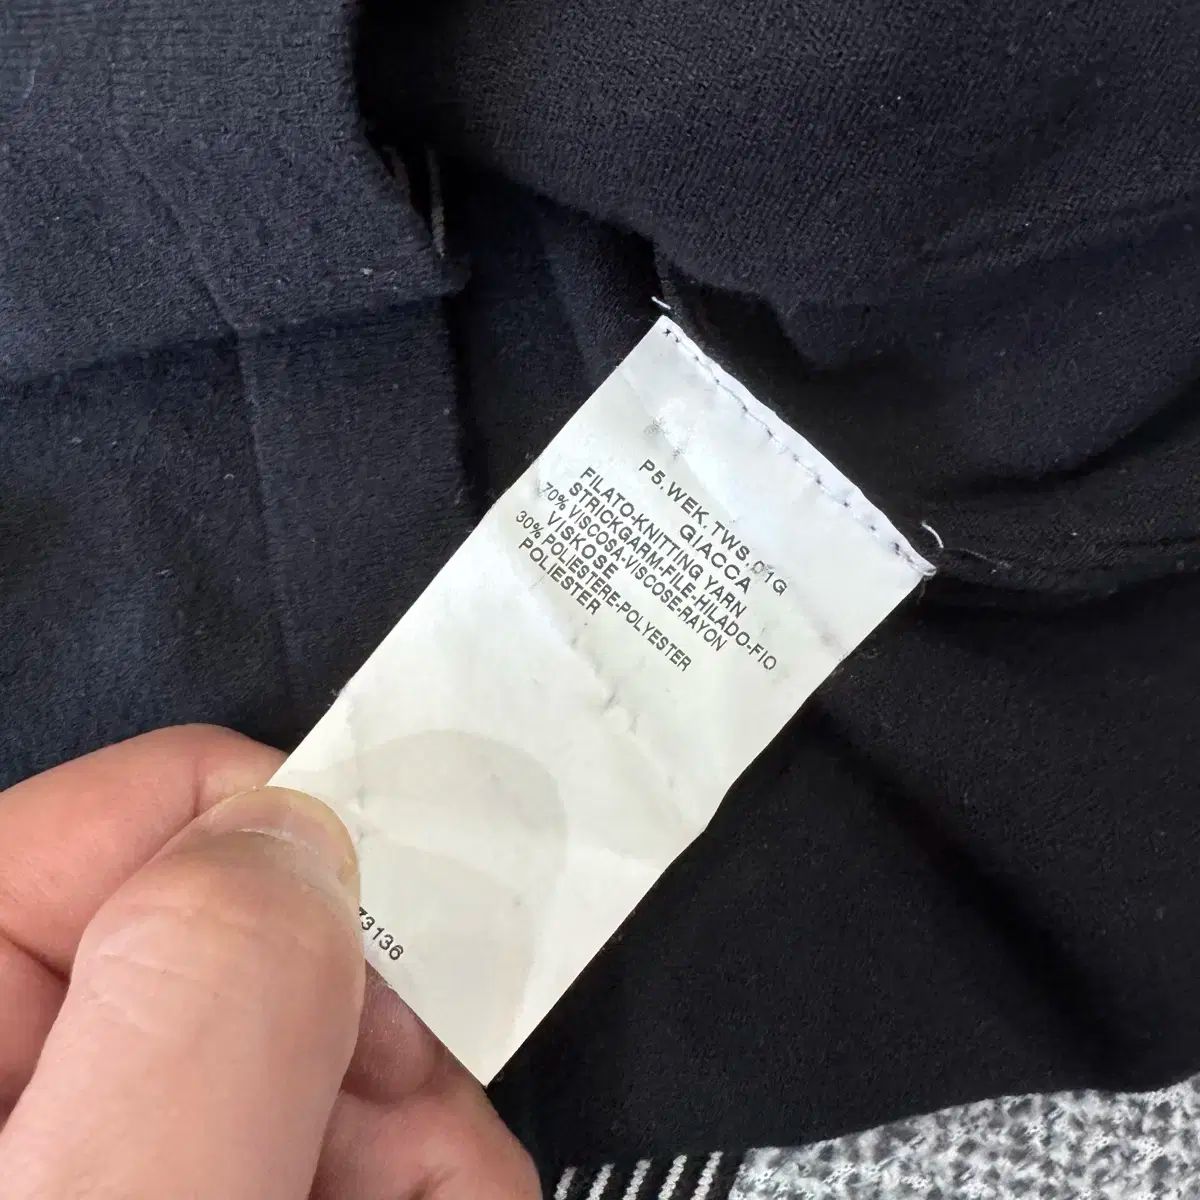 P5.WEK.TWS.01G
GIACCA
FILATO-KNITTING YARN
STRICKGARM-FILE-HILADO-FIO
70% VISCOSA-VISCOSE-RAYON
VISKOSE
30% POLIESTERE-POLYESTER
POLIESTER
73136